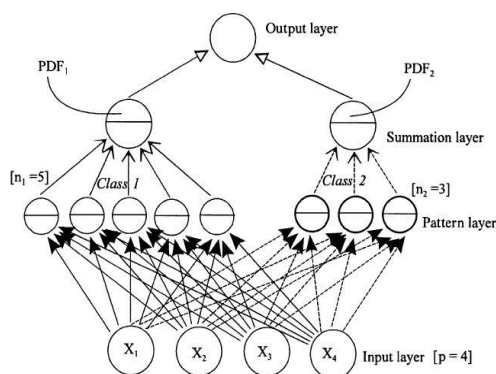 Output layer
PDF₁
PDF₂
Summation layer
[n₁ =5]
Class 1
Class 2
[n₂ =3]
Pattern layer
X₁
X₂
X₃
X₄
Input layer [p = 4]